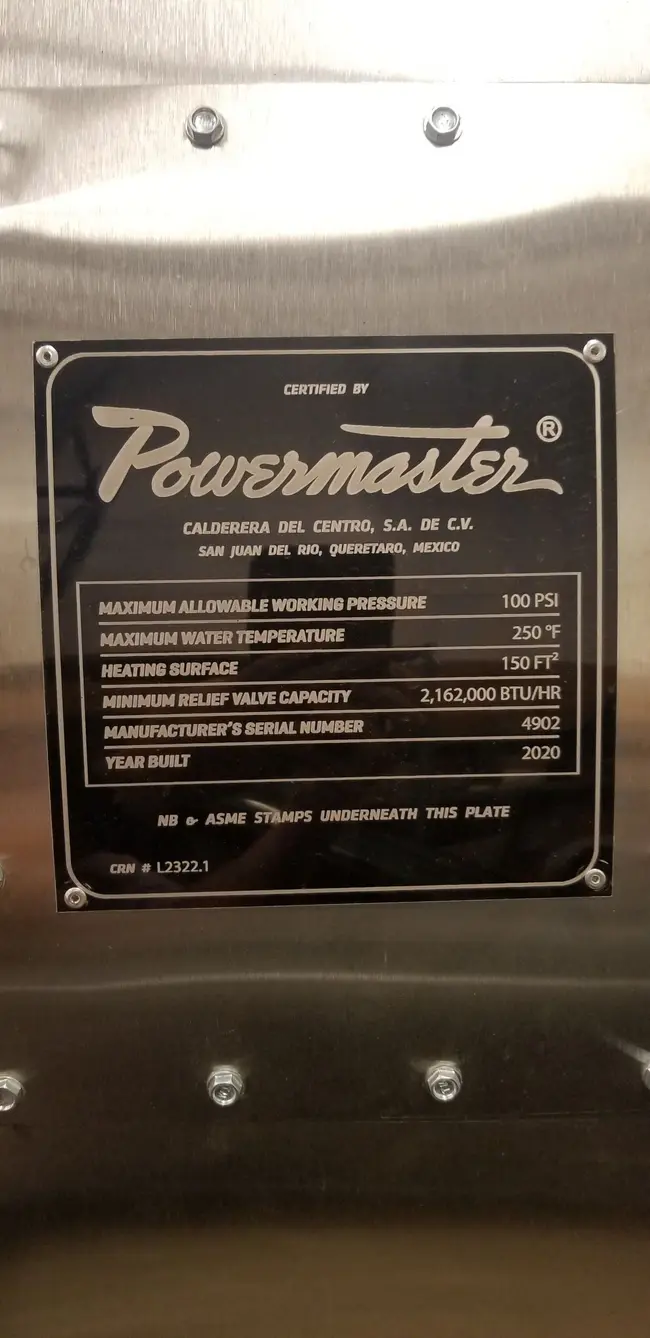 CERTIFIED BY
Powermaster®
CALDERERA DEL CENTRO, S.A. DE C.V.
SAN JUAN DEL RIO, QUERETARO, MEXICO
MAXIMUM ALLOWABLE WORKING PRESSURE 100 PSI
MAXIMUM WATER TEMPERATURE 250 °F
HEATING SURFACE 150 FT²
MINIMUM RELIEF VALVE CAPACITY 2,162,000 BTU/HR
MANUFACTURER'S SERIAL NUMBER 4902
YEAR BUILT 2020
NB & ASME STAMPS UNDERNEATH THIS PLATE
CRN # L2322.1